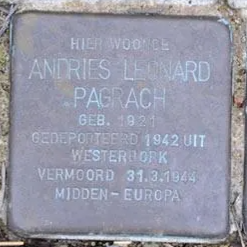 HIER WOONDE
ANDRIES LEONARD
PAGRACH
GEB. 1921
GEDEPORTEERD 1942 UIT
WESTERBORK
VERMOORD 31.3.1944
MIDDEN-EUROPA